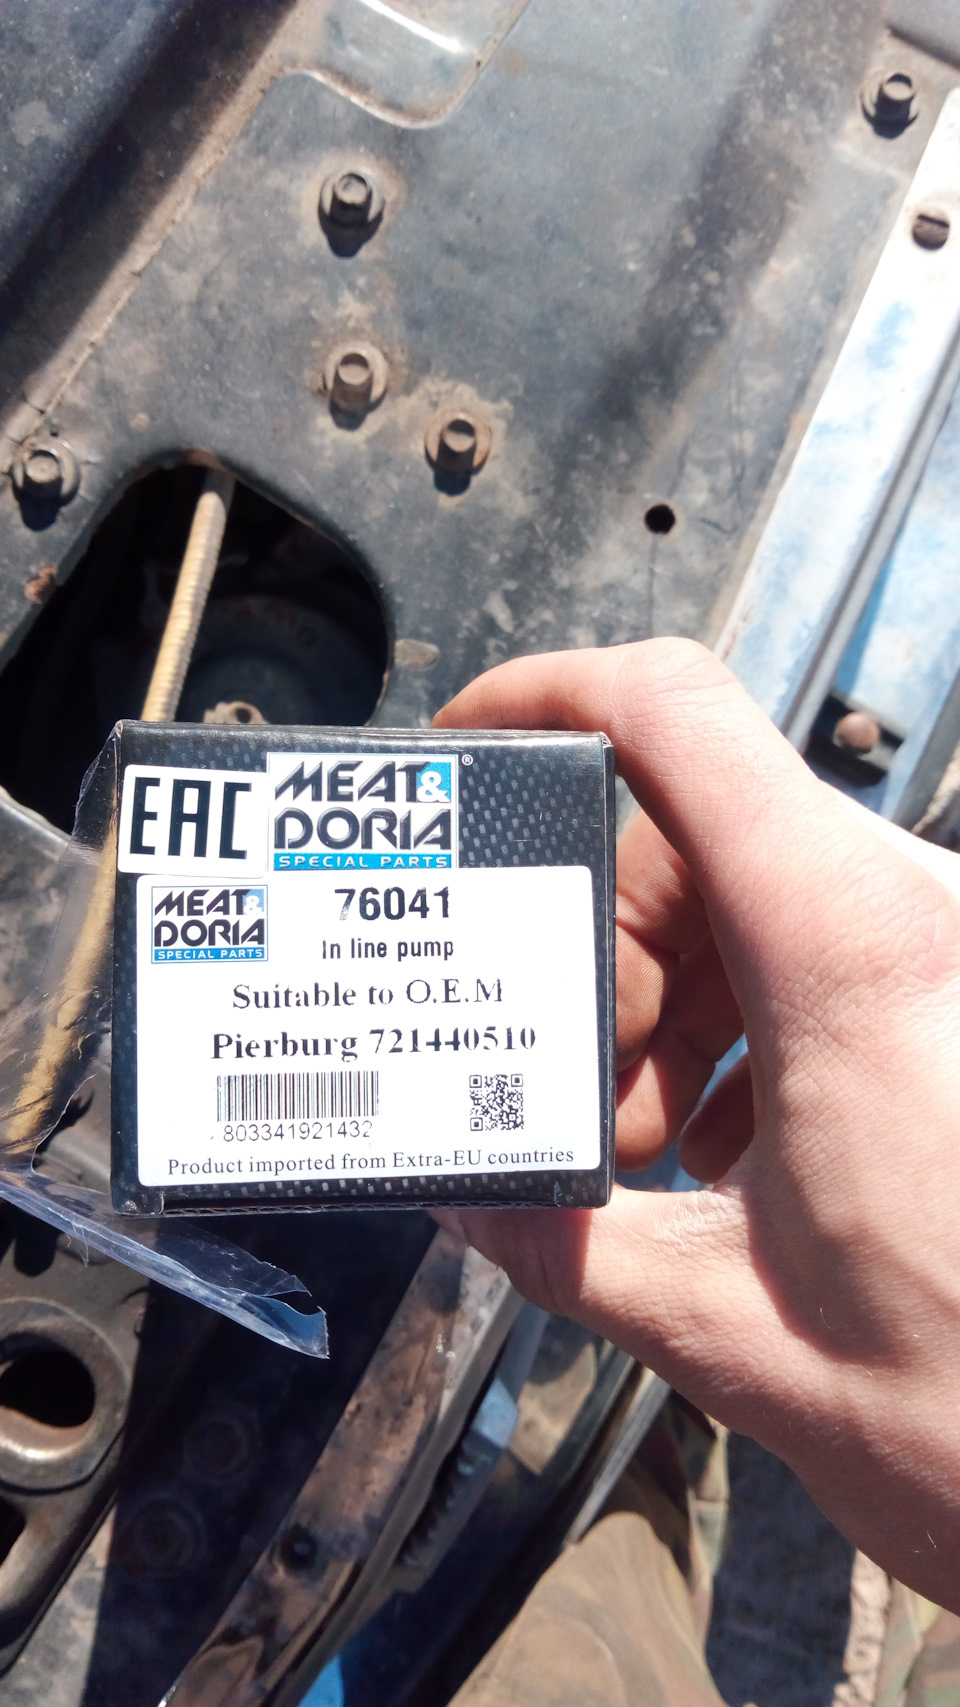 EAC
MEAT & DORIA ®
SPECIAL PARTS
MEAT & DORIA
SPECIAL PARTS
76041
In line pump
Suitable to O.E.M
Pierburg 721440510
803341921432
Product imported from Extra-EU countries